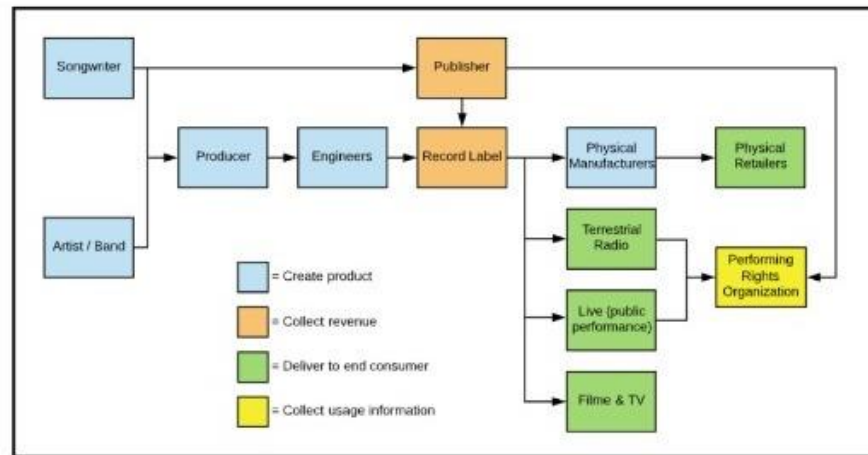 Songwriter
Publisher
Producer
Engineers
Record Label
Physical
Manufacturers
Physical
Retailers
Artist / Band
Terrestrial
Radio
Performing
Rights
Organization
Live (public
performance)
Filme & TV
= Create product
= Collect revenue
= Deliver to end consumer
= Collect usage information